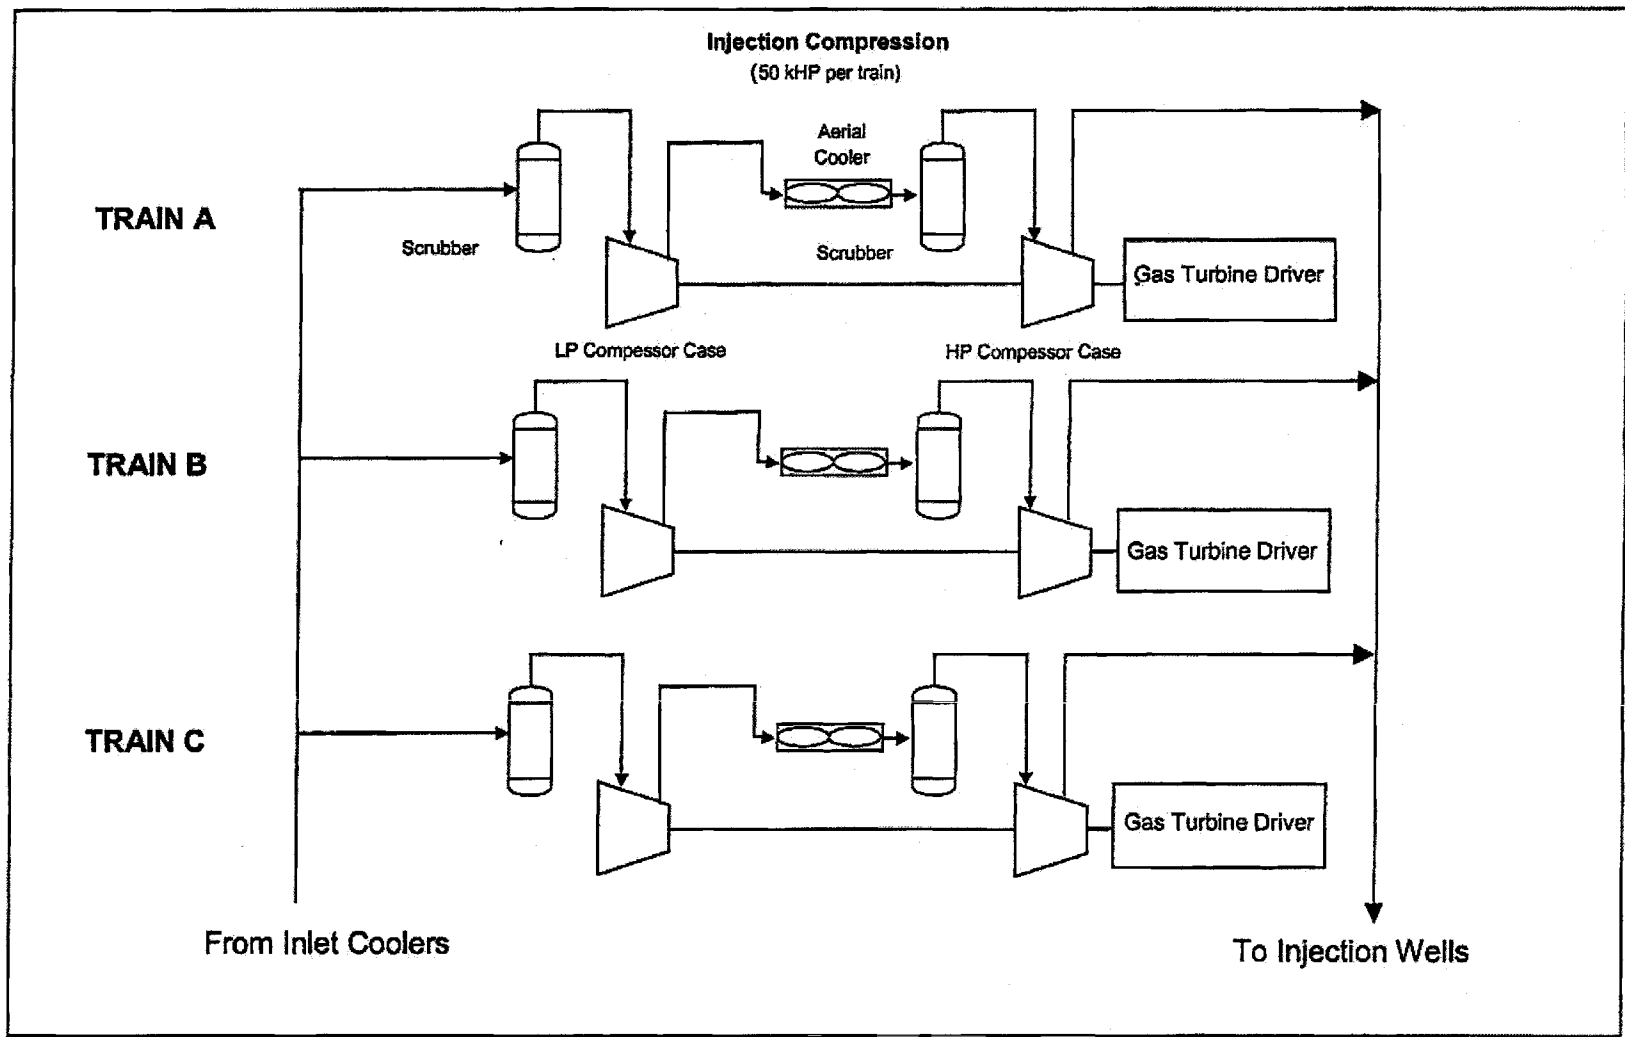 Injection Compression
(50 kHP per train)
Aerial
Cooler
TRAIN A
Scrubber
Scrubber
Gas Turbine Driver
LP Compessor Case
HP Compessor Case
TRAIN B
Gas Turbine Driver
TRAIN C
Gas Turbine Driver
From Inlet Coolers
To Injection Wells